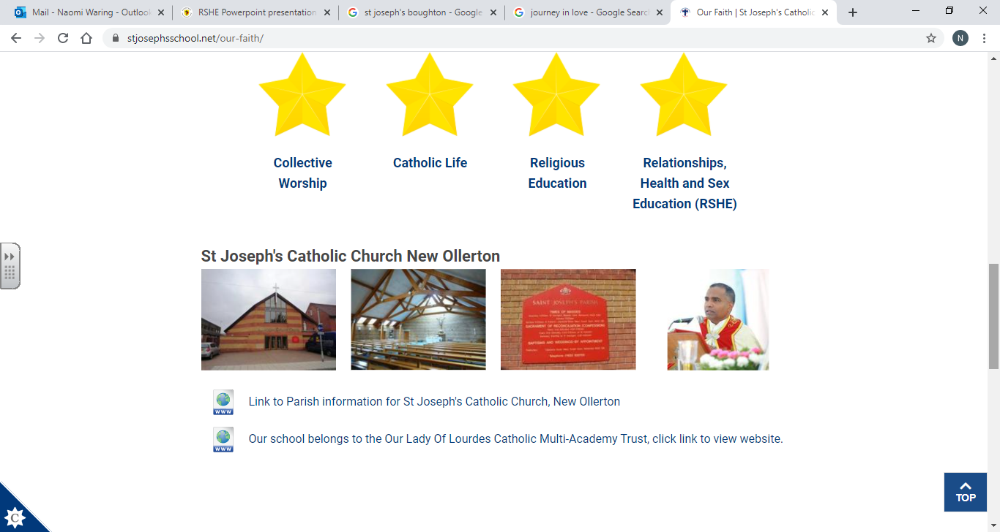 Mail - Naomi Waring - Outlook
RSHE Powerpoint presentation
st joseph's boughton - Google
journey in love - Google Search
Our Faith | St Joseph's Catholic
stjosephsschool.net/our-faith/
N
Collective
Worship
Catholic Life
Religious
Education
Relationships,
Health and Sex
Education (RSHE)
St Joseph's Catholic Church New Ollerton
SAINT JOSEPH'S PARISH
TIMES OF MASSES
SACRAMENT OF RECONCILIATION (CONFESSION)
BAPTISMS AND WEDDINGS BY APPOINTMENT
WWW
Link to Parish information for St Joseph's Catholic Church, New Ollerton
WWW
Our school belongs to the Our Lady Of Lourdes Catholic Multi-Academy Trust, click link to view website.
TOP
C